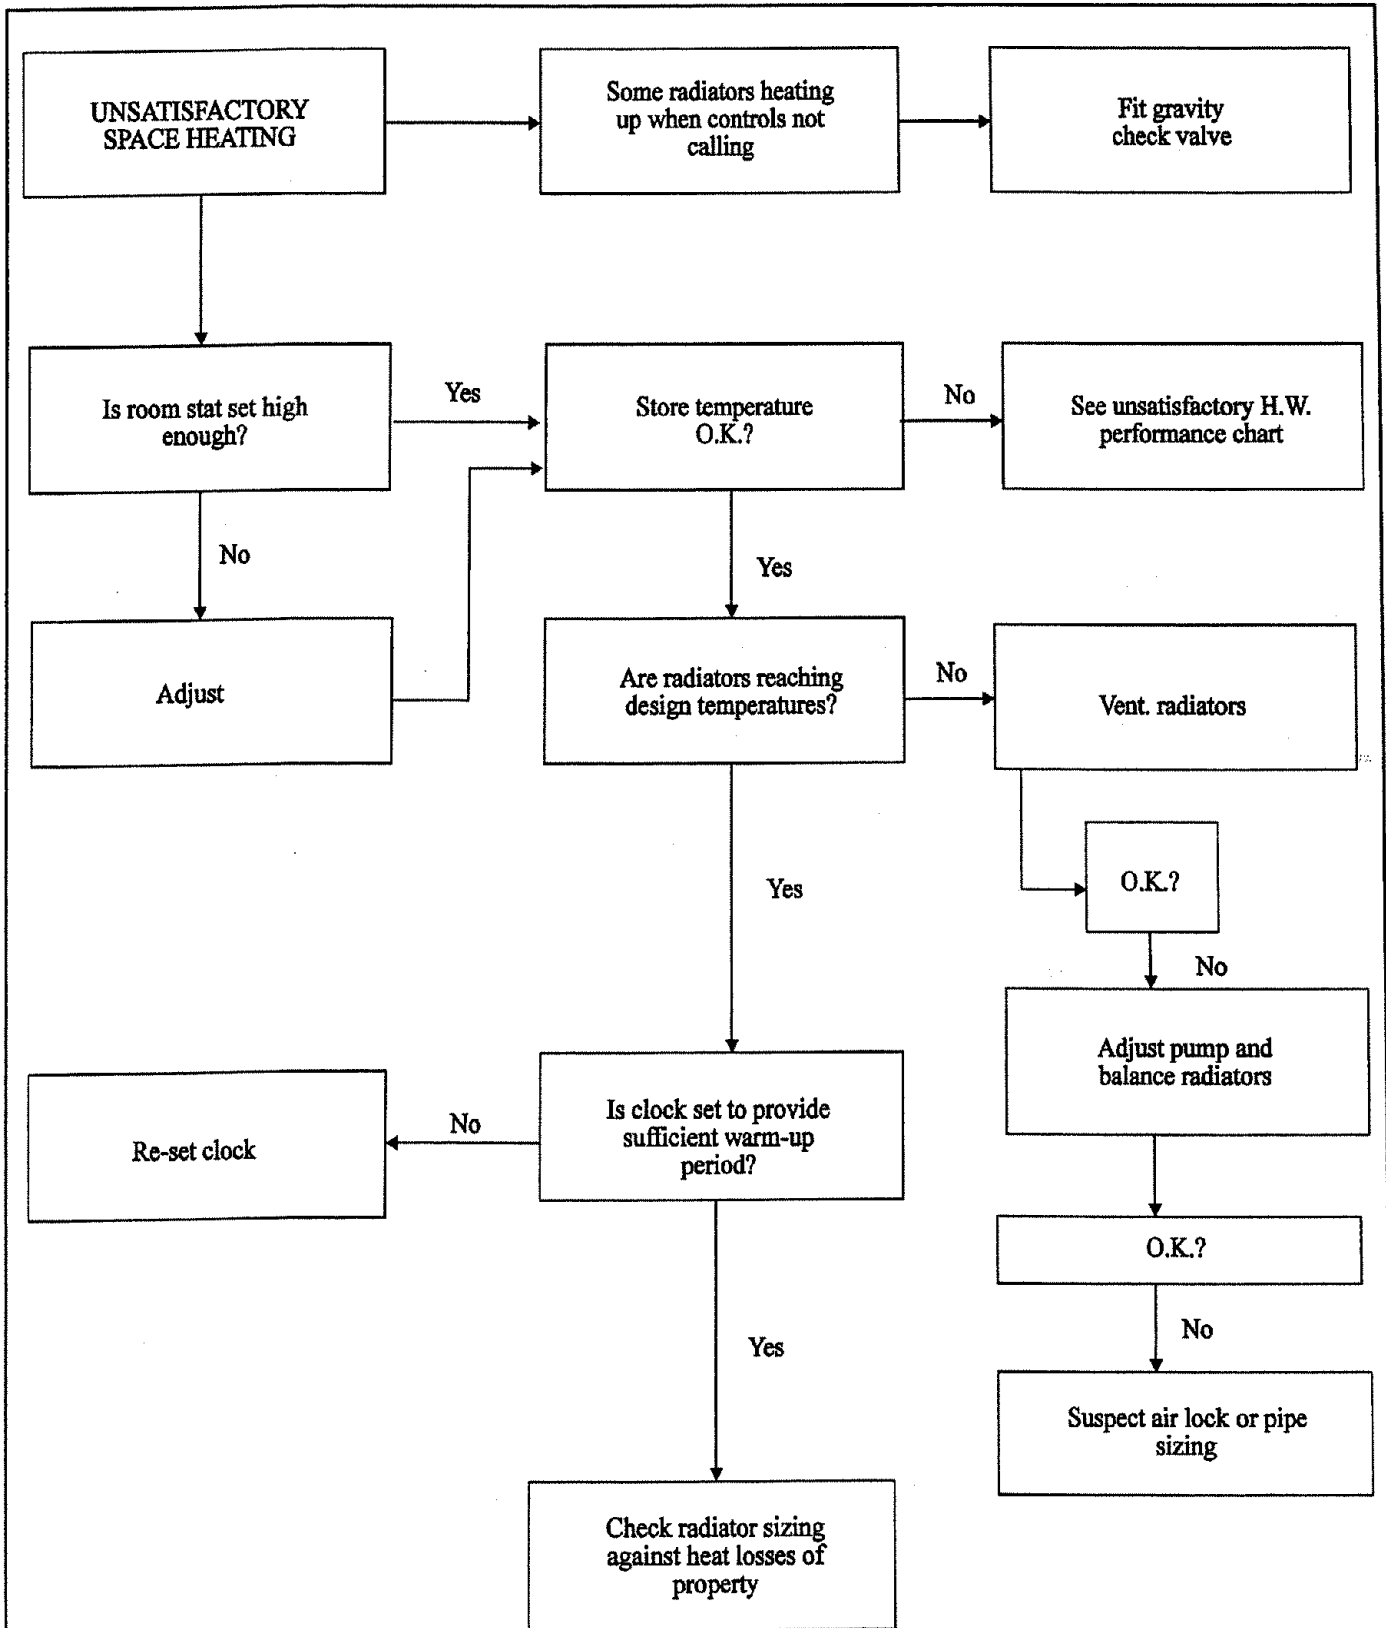 UNSATISFACTORY
SPACE HEATING
Some radiators heating
up when controls not
calling
Fit gravity
check valve
Is room stat set high
enough?
Yes
Store temperature
O.K.?
No
See unsatisfactory H.W.
performance chart
No
Yes
Adjust
Are radiators reaching
design temperatures?
No
Vent. radiators
Yes
O.K.?
No
Adjust pump and
balance radiators
Re-set clock
No
Is clock set to provide
sufficient warm-up
period?
O.K.?
No
Yes
Suspect air lock or pipe
sizing
Check radiator sizing
against heat losses of
property